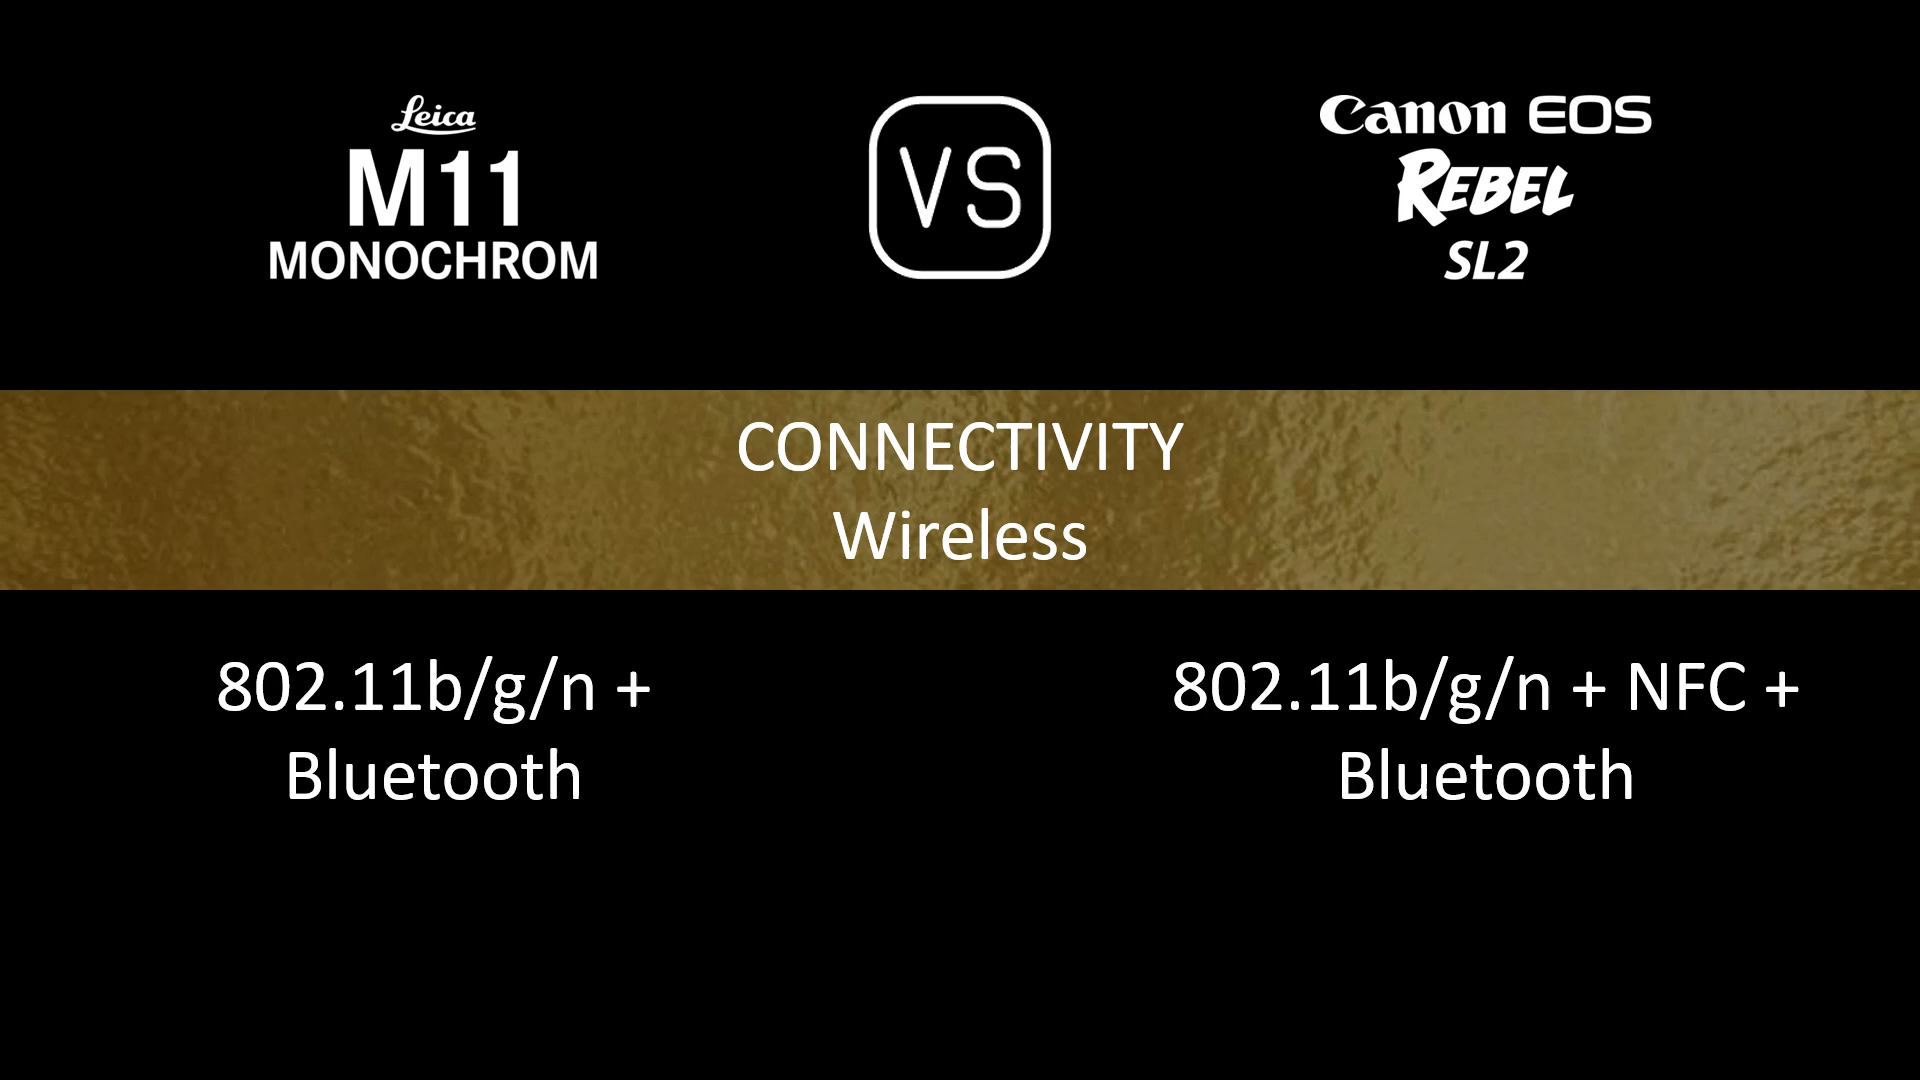 Leica
M11
MONOCHROM
VS
Canon EOS
REBEL
SL2
CONNECTIVITY
Wireless
802.11b/g/n +
Bluetooth
802.11b/g/n + NFC +
Bluetooth